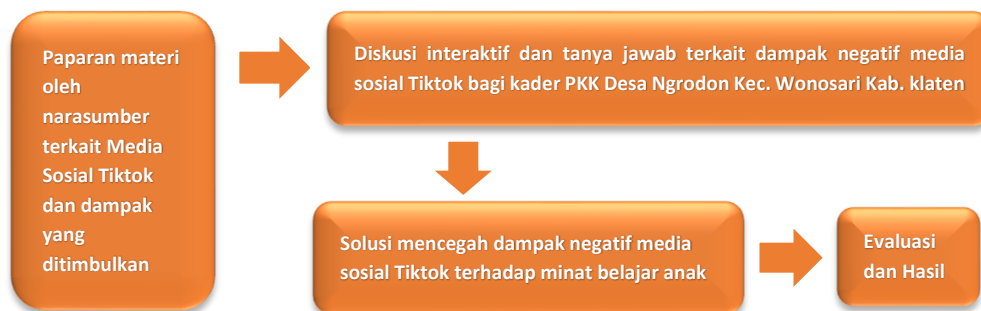 Paparan materi
oleh
narasumber
terkait Media
Sosial Tiktok
dan dampak
yang
ditimbulkan
Diskusi interaktif dan tanya jawab terkait dampak negatif media
sosial Tiktok bagi kader PKK Desa Ngrodon Kec. Wonosari Kab. klaten
Solusi mencegah dampak negatif media
sosial Tiktok terhadap minat belajar anak
Evaluasi
dan Hasil